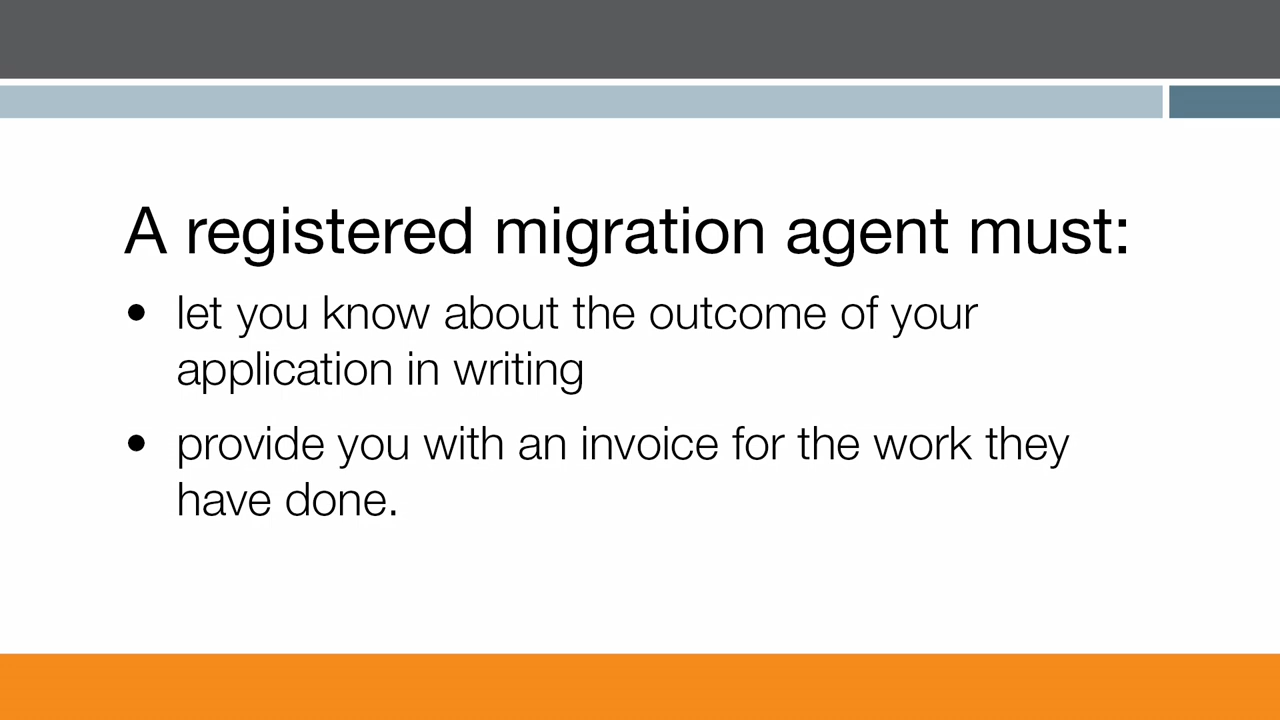 A registered migration agent must:
• let you know about the outcome of your
application in writing
• provide you with an invoice for the work they
have done.